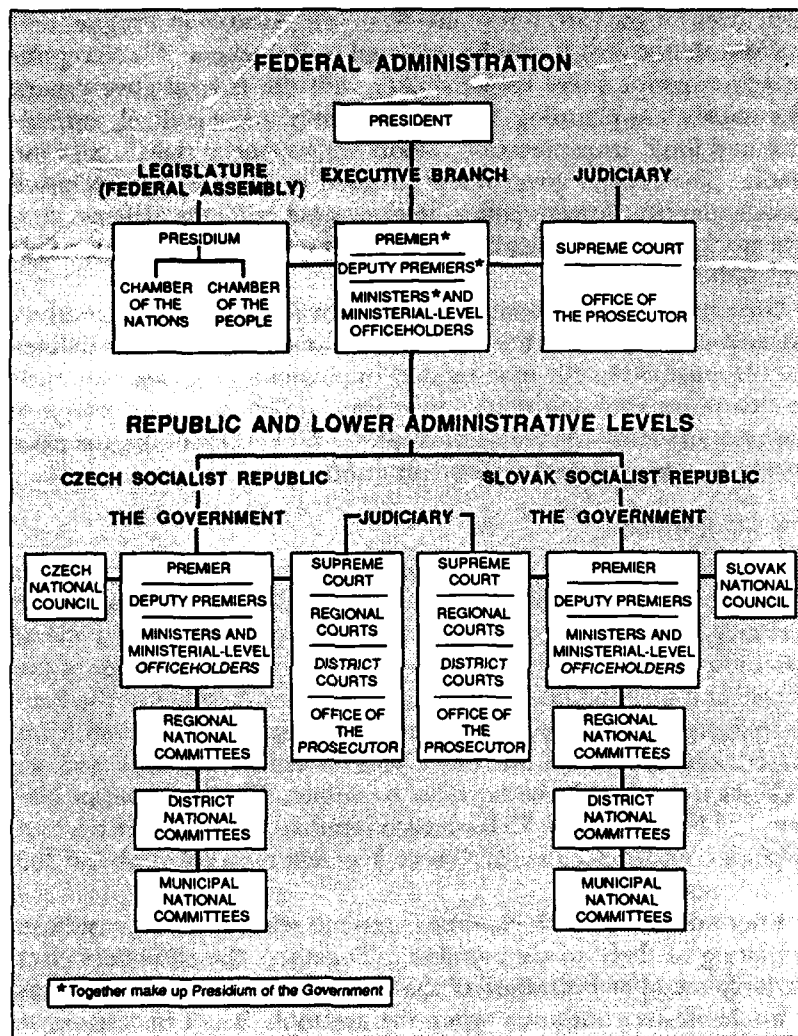 FEDERAL ADMINISTRATION
PRESIDENT
LEGISLATURE
(FEDERAL ASSEMBLY)
EXECUTIVE BRANCH
JUDICIARY
PRESIDIUM
CHAMBER
OF THE
NATIONS
CHAMBER
OF THE
PEOPLE
PREMIER*
DEPUTY PREMIERS*
MINISTERS* AND
MINISTERIAL-LEVEL
OFFICEHOLDERS
SUPREME COURT
OFFICE OF
THE PROSECUTOR
REPUBLIC AND LOWER ADMINISTRATIVE LEVELS
CZECH SOCIALIST REPUBLIC
SLOVAK SOCIALIST REPUBLIC
THE GOVERNMENT
JUDICIARY
THE GOVERNMENT
CZECH
NATIONAL
COUNCIL
PREMIER
DEPUTY PREMIERS
MINISTERS AND
MINISTERIAL-LEVEL
OFFICEHOLDERS
SUPREME
COURT
REGIONAL
COURTS
DISTRICT
COURTS
OFFICE OF
THE
PROSECUTOR
SUPREME
COURT
REGIONAL
COURTS
DISTRICT
COURTS
OFFICE OF
THE
PROSECUTOR
PREMIER
DEPUTY PREMIERS
MINISTERS AND
MINISTERIAL-LEVEL
OFFICEHOLDERS
SLOVAK
NATIONAL
COUNCIL
REGIONAL
NATIONAL
COMMITTEES
DISTRICT
NATIONAL
COMMITTEES
MUNICIPAL
NATIONAL
COMMITTEES
REGIONAL
NATIONAL
COMMITTEES
DISTRICT
NATIONAL
COMMITTEES
MUNICIPAL
NATIONAL
COMMITTEES
* Together make up Presidium of the Government